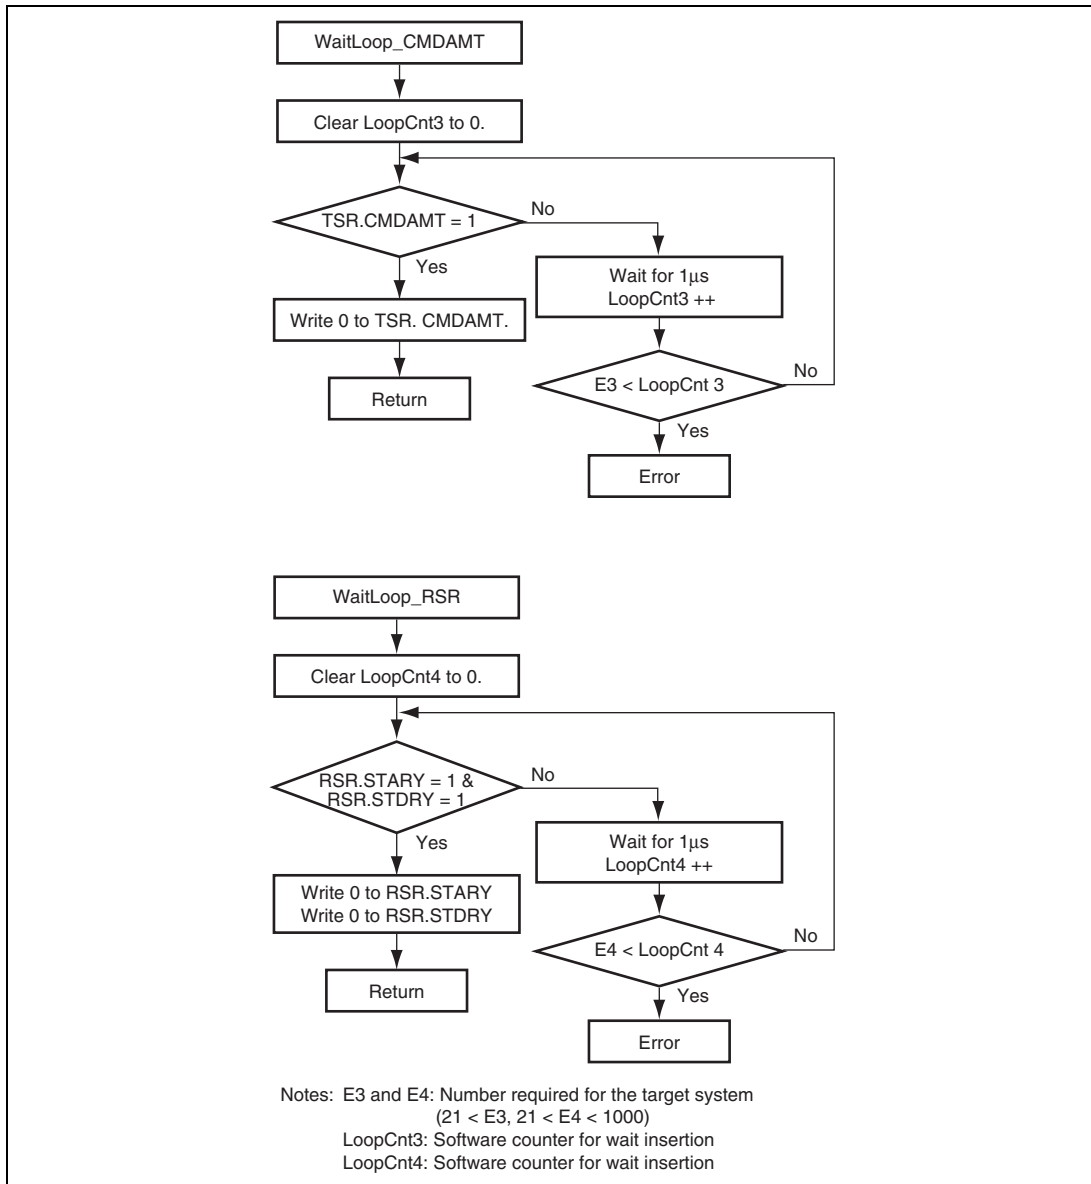 WaitLoop_CMDAMT
Clear LoopCnt3 to 0.
TSR.CMDAMT = 1
No
Yes
Wait for 1μs
LoopCnt3 ++
Write 0 to TSR. CMDAMT.
E3 < LoopCnt 3
No
Return
Yes
Error
WaitLoop_RSR
Clear LoopCnt4 to 0.
RSR.STARY = 1 &
RSR.STDRY = 1
No
Yes
Wait for 1μs
LoopCnt4 ++
Write 0 to RSR.STARY
Write 0 to RSR.STDRY
E4 < LoopCnt 4
No
Return
Yes
Error
Notes: E3 and E4: Number required for the target system
(21 < E3, 21 < E4 < 1000)
LoopCnt3: Software counter for wait insertion
LoopCnt4: Software counter for wait insertion